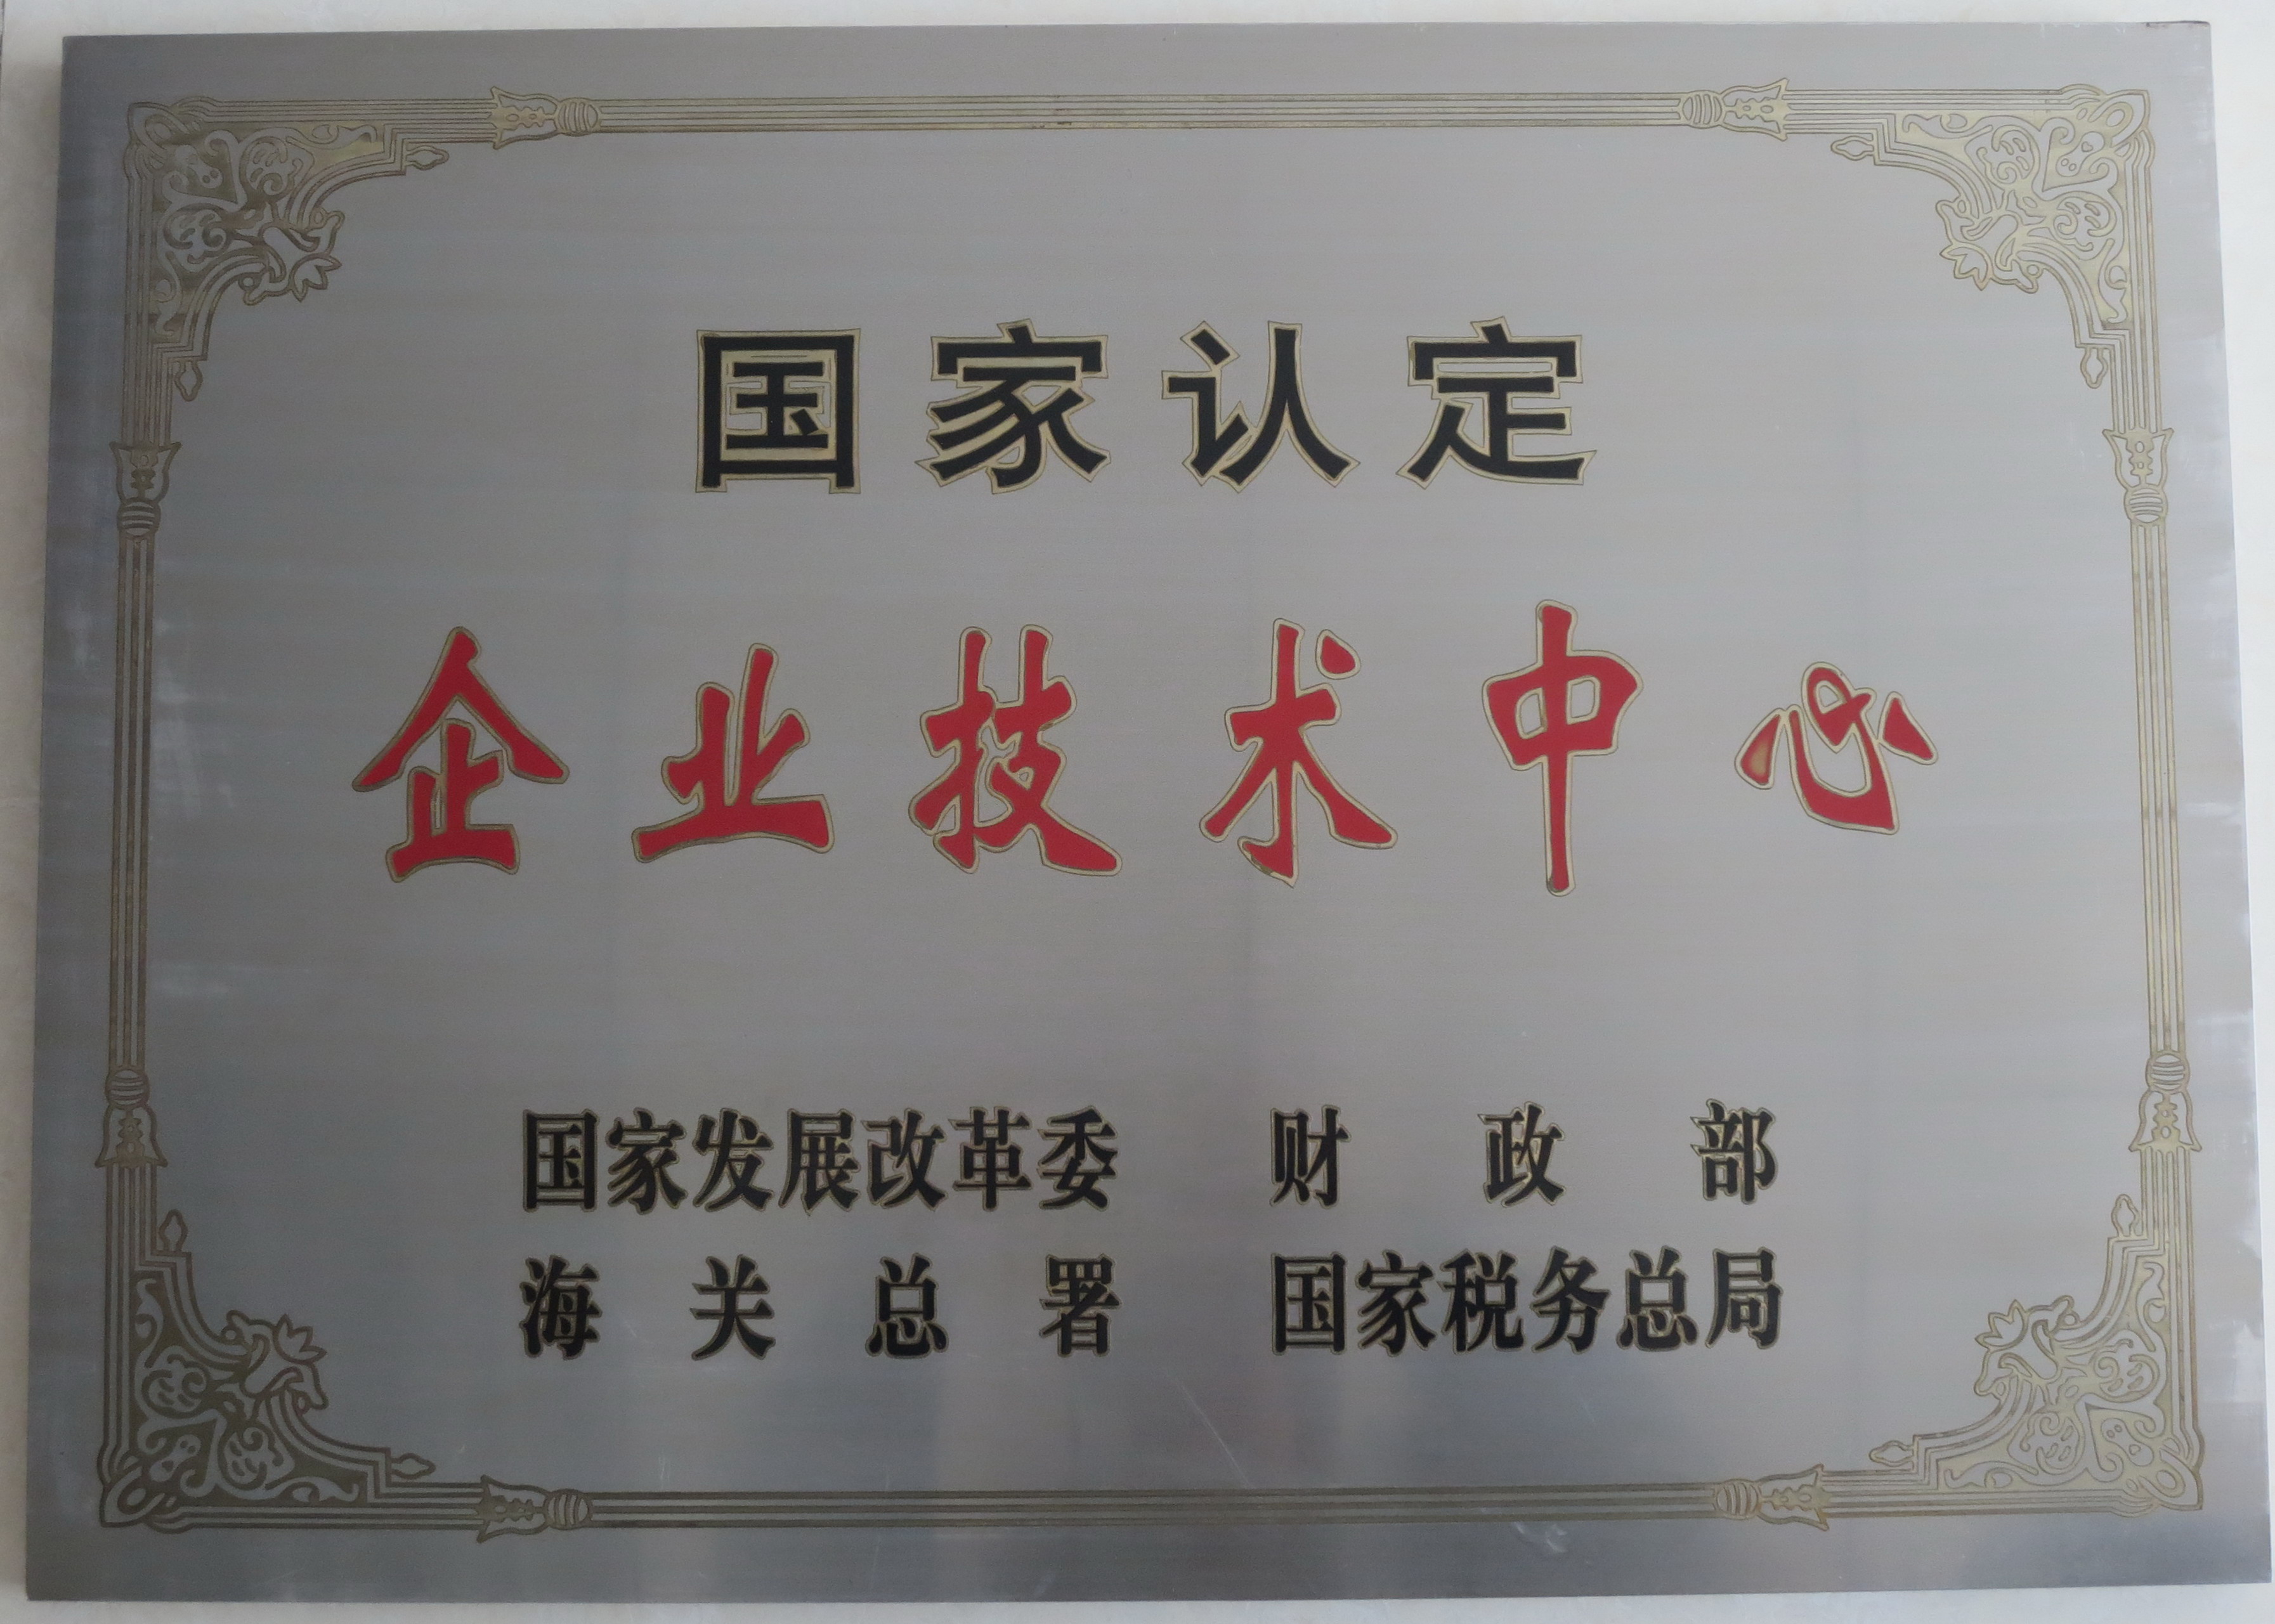 国家认定
企业技术中心
国家发展改革委 财政部
海关总署 国家税务总局